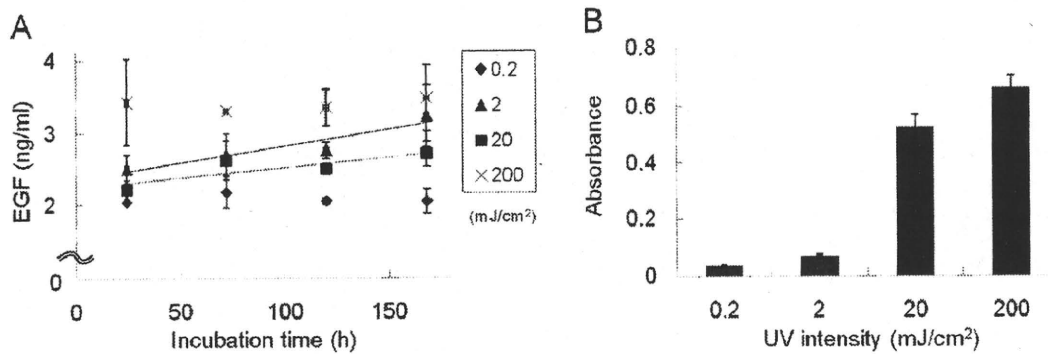 A
EGF (ng/ml)
4
3
2
0
0 50 100 150
Incubation time (h)
0.2
2
20
200
(mJ/cm²)
B
Absorbance
0.8
0.6
0.4
0.2
0
0.2 2 20 200
UV intensity (mJ/cm²)